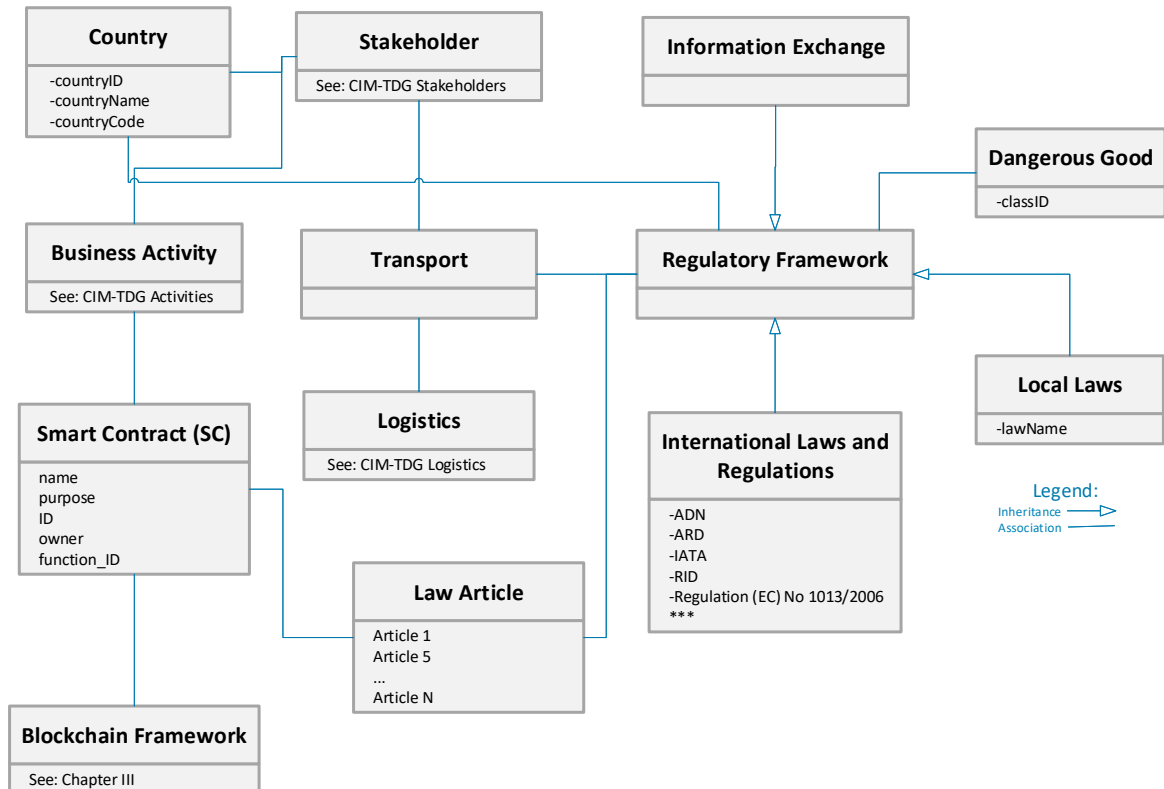 Country
-countryID
-countryName
-countryCode
Stakeholder
See: CIM-TDG Stakeholders
Information Exchange
Dangerous Good
-classID
Business Activity
See: CIM-TDG Activities
Transport
Regulatory Framework
Local Laws
-lawName
Smart Contract (SC)
name
purpose
ID
owner
function_ID
Logistics
See: CIM-TDG Logistics
International Laws and
Regulations
-ADN
-ARD
-IATA
-RID
-Regulation (EC) No 1013/2006
***
Legend:
Inheritance
Association
Law Article
Article 1
Article 5
...
Article N
Blockchain Framework
See: Chapter III